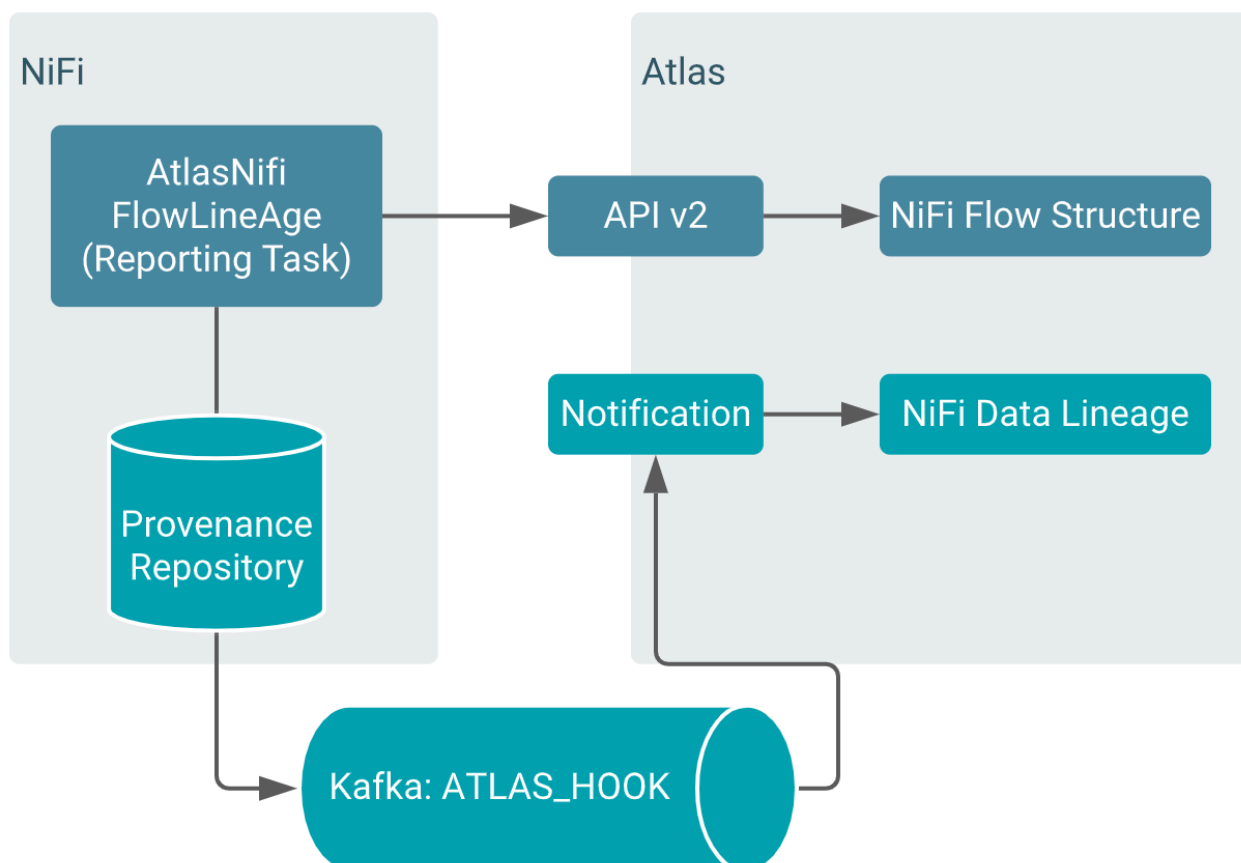 NiFi
Atlas
AtlasNifi
FlowLineAge
(Reporting Task)
API v2
NiFi Flow Structure
Notification
NiFi Data Lineage
Provenance
Repository
Kafka: ATLAS_HOOK